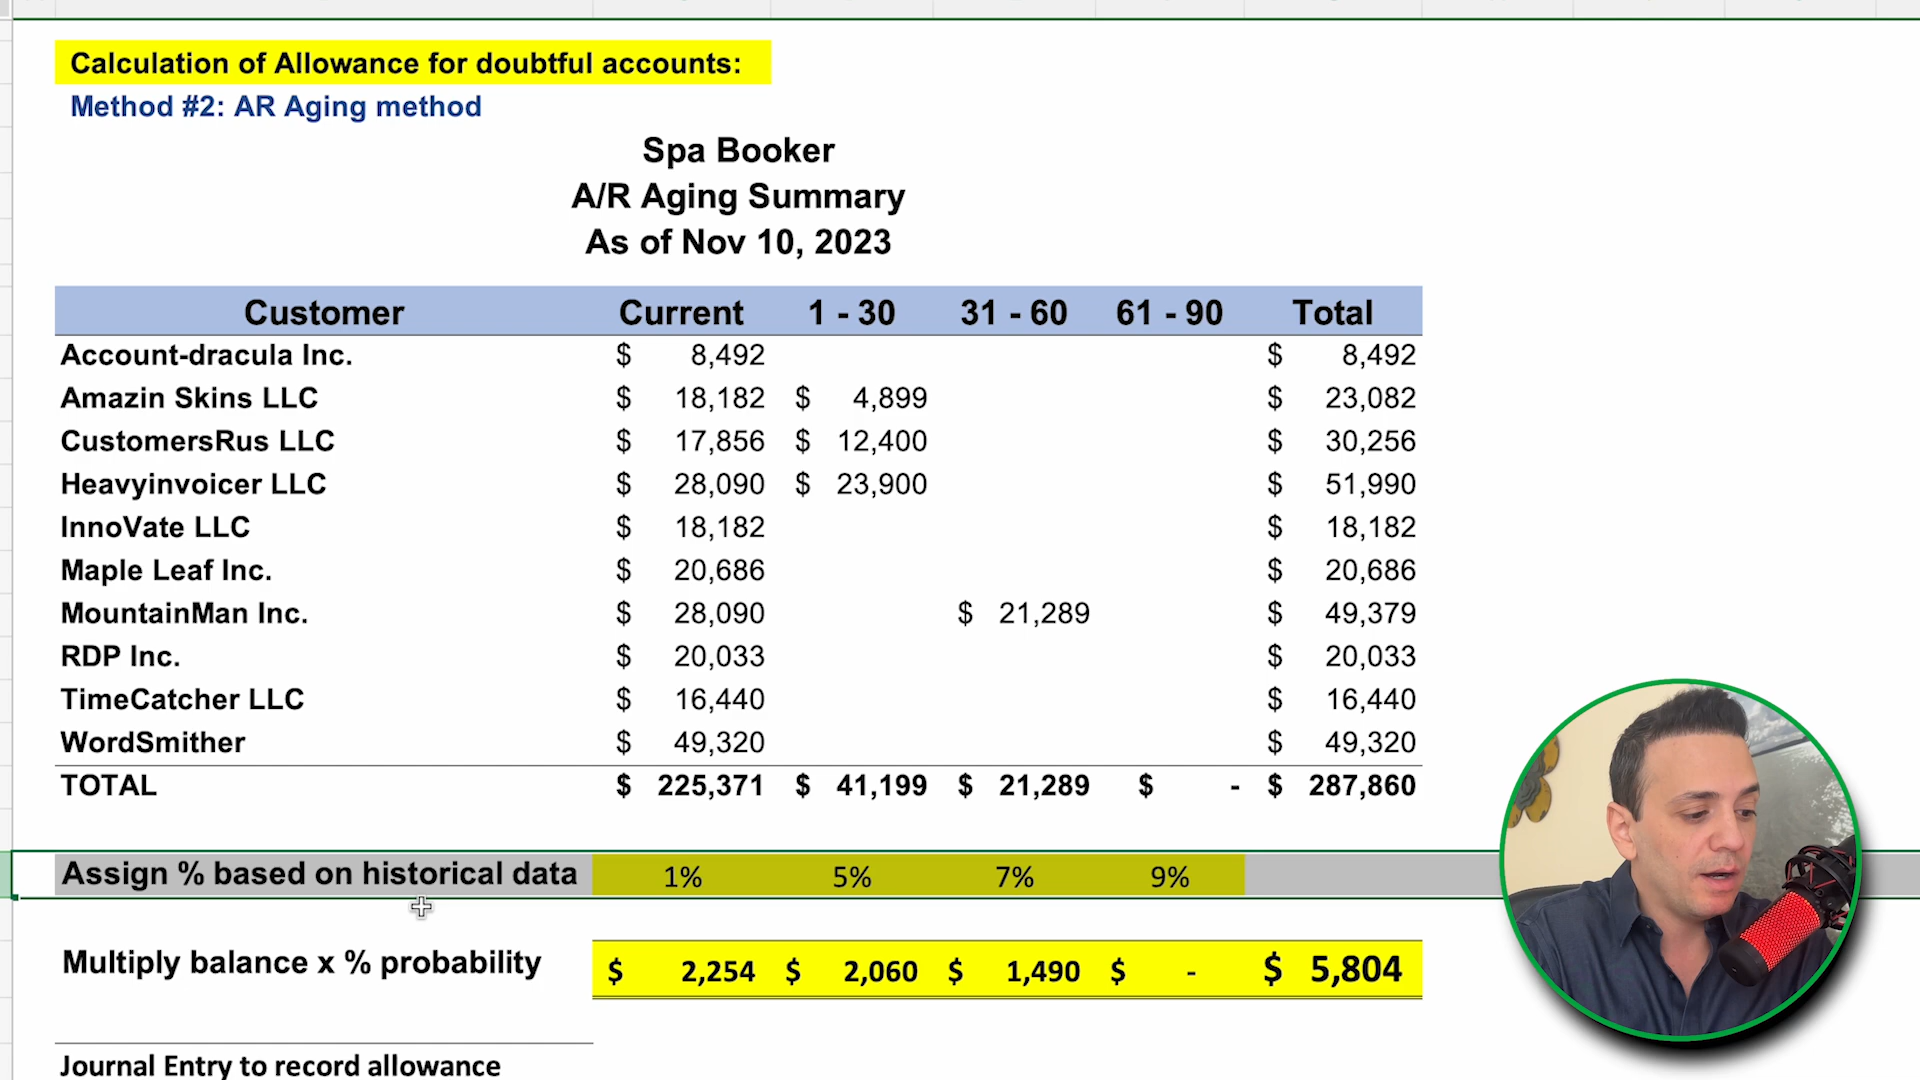 Calculation of Allowance for doubtful accounts:
Method #2: AR Aging method
Spa Booker
A/R Aging Summary
As of Nov 10, 2023
Customer Current 1 - 30 31 - 60 61 - 90 Total
Account-dracula Inc. $ 8,492 $ 8,492
Amazin Skins LLC $ 18,182 $ 4,899 $ 23,082
CustomersRus LLC $ 17,856 $ 12,400 $ 30,256
Heavyinvoicer LLC $ 28,090 $ 23,900 $ 51,990
InnoVate LLC $ 18,182 $ 18,182
Maple Leaf Inc. $ 20,686 $ 20,686
MountainMan Inc. $ 28,090 $ 21,289 $ 49,379
RDP Inc. $ 20,033 $ 20,033
TimeCatcher LLC $ 16,440 $ 16,440
WordSmither $ 49,320 $ 49,320
TOTAL $ 225,371 $ 41,199 $ 21,289 $ - $ 287,860
Assign % based on historical data 1% 5% 7% 9%
Multiply balance x % probability $ 2,254 $ 2,060 $ 1,490 $ - $ 5,804
Journal Entry to record allowance